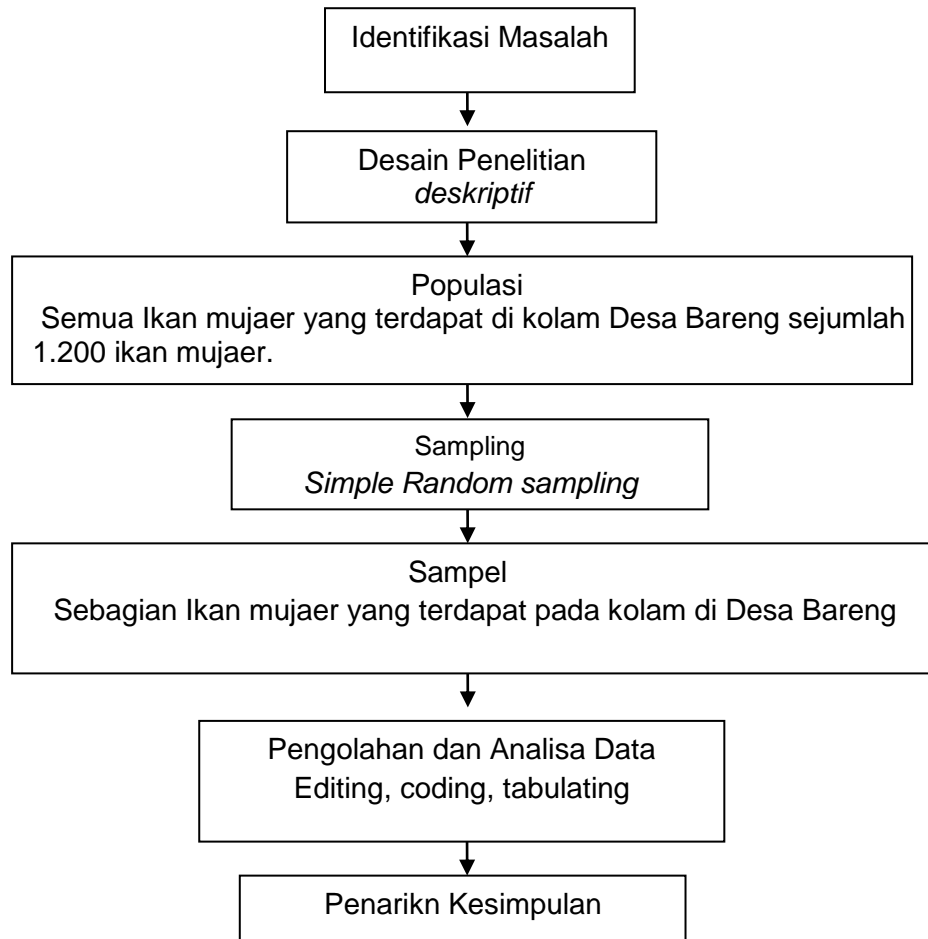 Identifikasi Masalah
Desain Penelitian
deskriptif
Populasi
Semua Ikan mujaer yang terdapat di kolam Desa Bareng sejumlah
1.200 ikan mujaer.
Sampling
Simple Random sampling
Sampel
Sebagian Ikan mujaer yang terdapat pada kolam di Desa Bareng
Pengolahan dan Analisa Data
Editing, coding, tabulating
Penarikn Kesimpulan